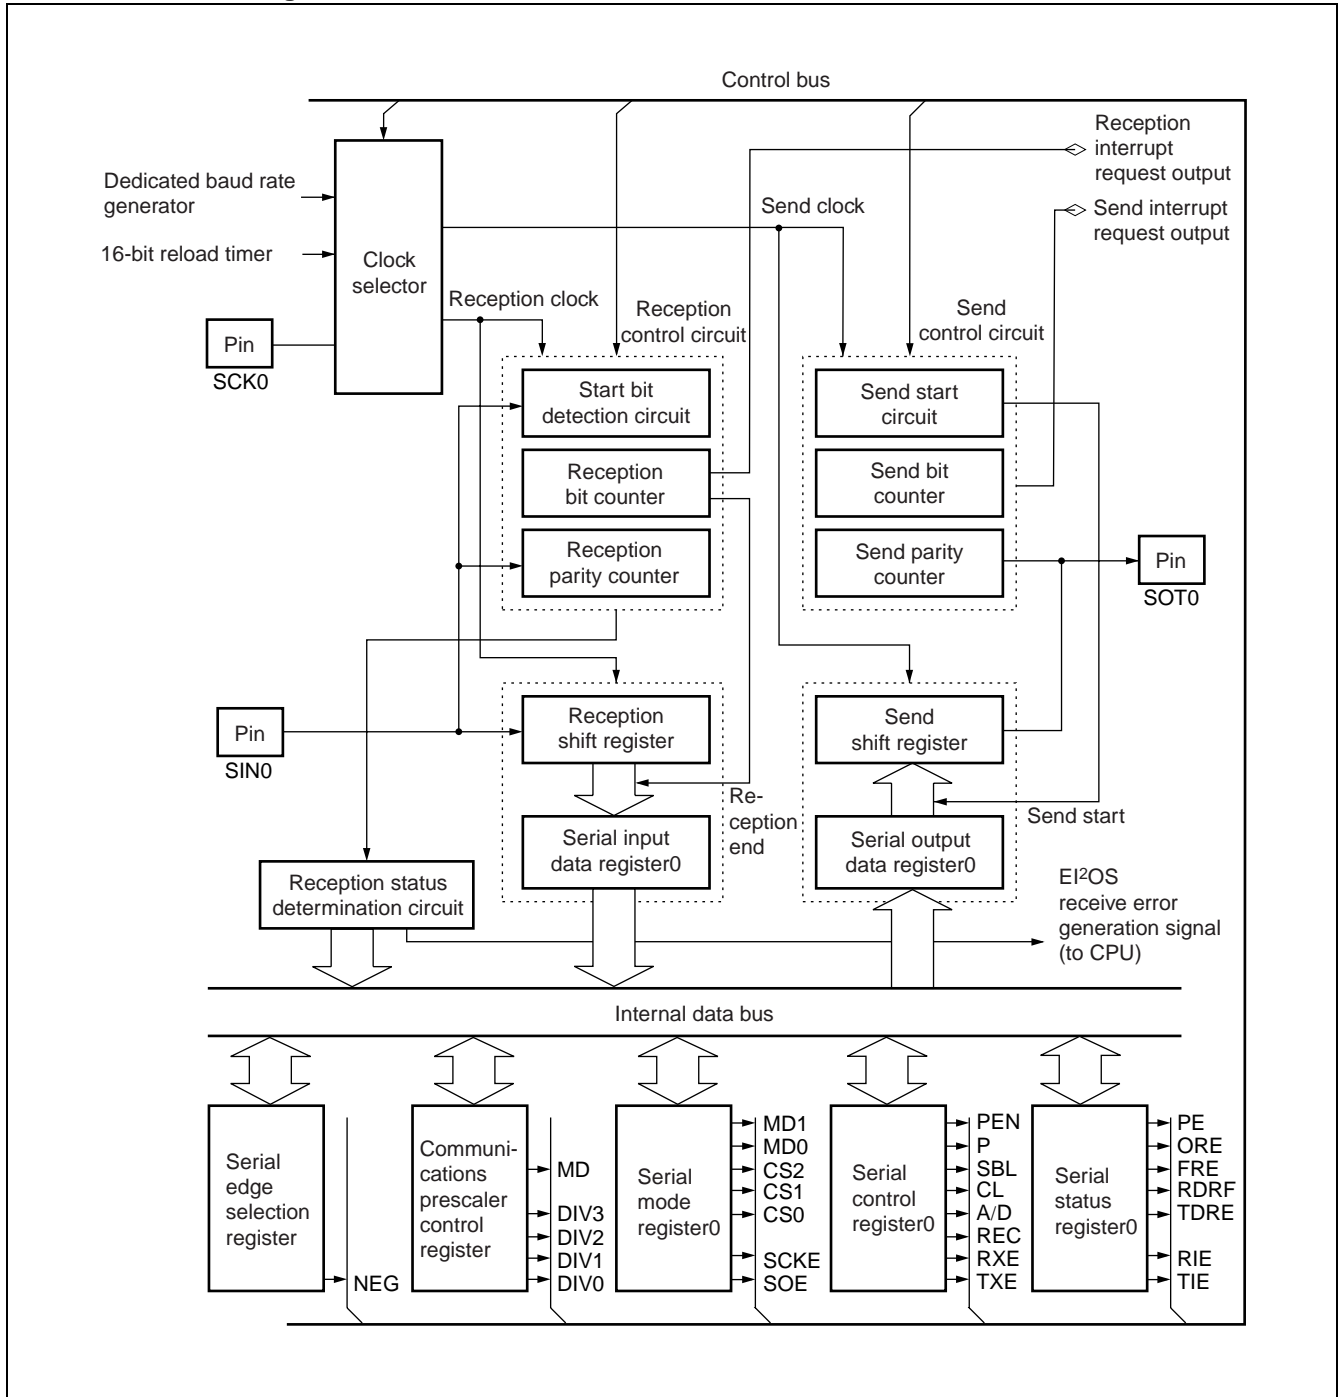 Control bus
Reception
interrupt
request output
Dedicated baud rate
generator
Send clock
Send interrupt
request output
16-bit reload timer
Clock
selector
Reception clock
Reception
control circuit
Send
control circuit
Pin
SCK0
Start bit
detection circuit
Send start
circuit
Reception
bit counter
Send bit
counter
Reception
parity counter
Send parity
counter
Pin
SOT0
Pin
SIN0
Reception
shift register
Send
shift register
Re-
ception
end
Send start
Serial input
data register0
Serial output
data register0
Reception status
determination circuit
EI2OS
receive error
generation signal
(to CPU)
Internal data bus
Serial
edge
selection
register
NEG
Communi-
cations
prescaler
control
register
MD
DIV3
DIV2
DIV1
DIV0
Serial
mode
register0
MD1
MD0
CS2
CS1
CS0
SCKE
SOE
Serial
control
register0
PEN
P
SBL
CL
A/D
REC
RXE
TXE
Serial
status
register0
PE
ORE
FRE
RDRF
TDRE
RIE
TIE